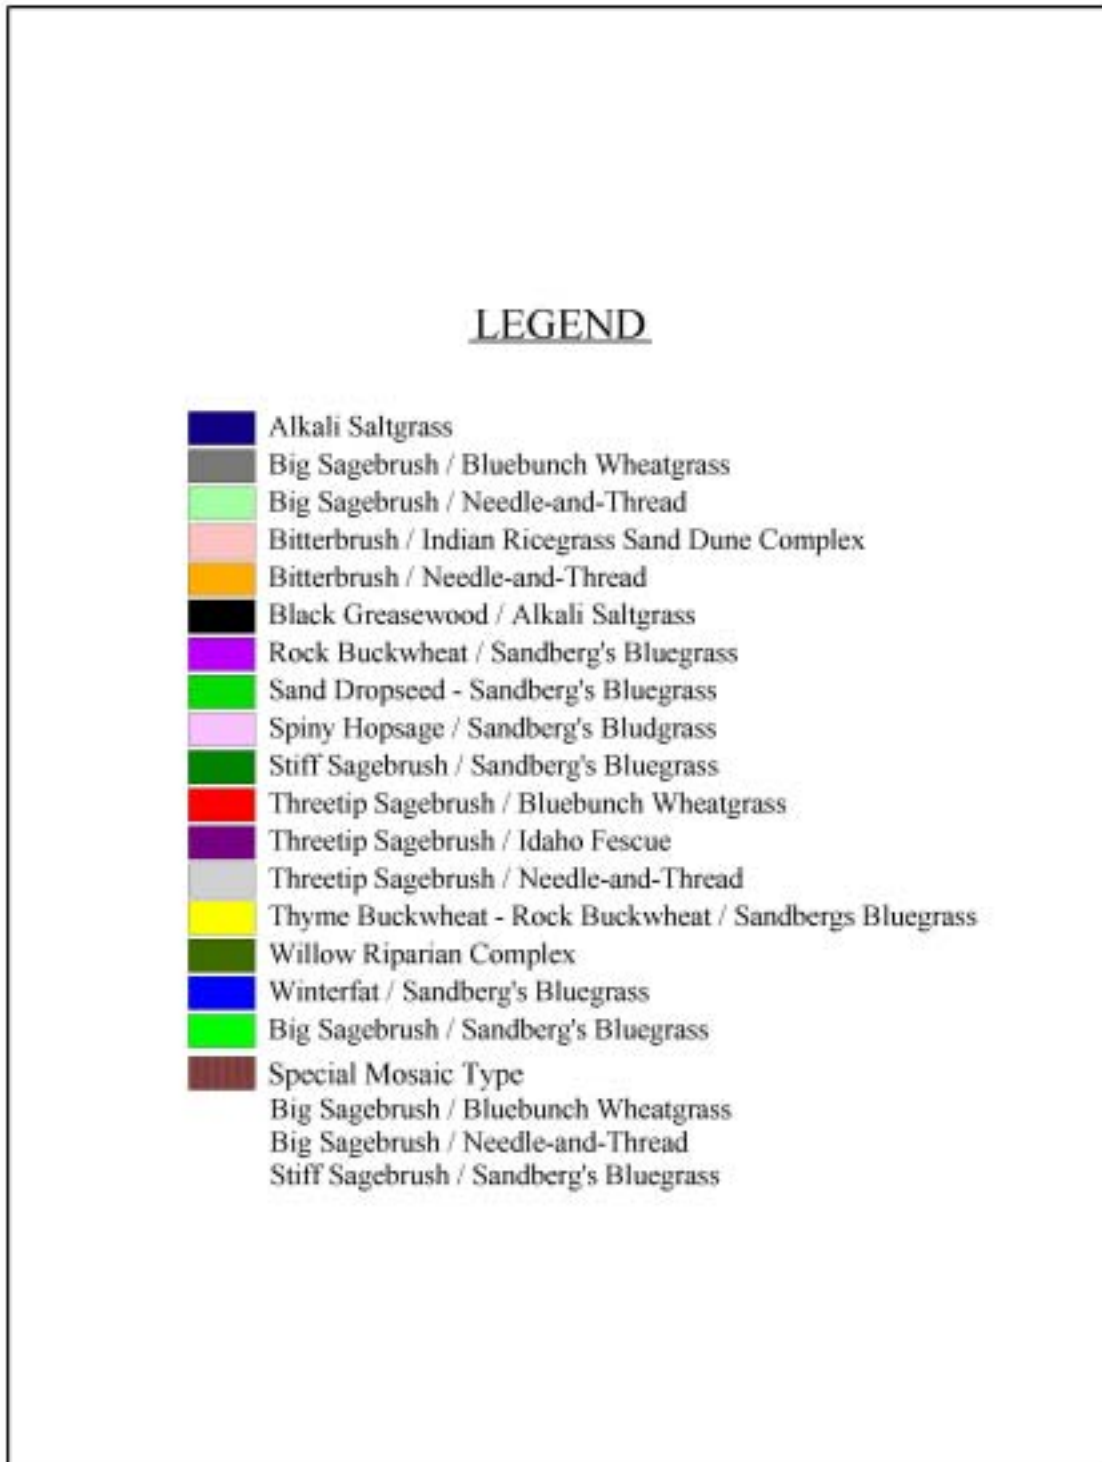 LEGEND
Alkali Saltgrass
Big Sagebrush / Bluebunch Wheatgrass
Big Sagebrush / Needle-and-Thread
Bitterbrush / Indian Ricegrass Sand Dune Complex
Bitterbrush / Needle-and-Thread
Black Greasewood / Alkali Saltgrass
Rock Buckwheat / Sandberg's Bluegrass
Sand Dropseed - Sandberg's Bluegrass
Spiny Hopsage / Sandberg's Bludgrass
Stiff Sagebrush / Sandberg's Bluegrass
Threetip Sagebrush / Bluebunch Wheatgrass
Threetip Sagebrush / Idaho Fescue
Threetip Sagebrush / Needle-and-Thread
Thyme Buckwheat - Rock Buckwheat / Sandbergs Bluegrass
Willow Riparian Complex
Winterfat / Sandberg's Bluegrass
Big Sagebrush / Sandberg's Bluegrass
Special Mosaic Type
Big Sagebrush / Bluebunch Wheatgrass
Big Sagebrush / Needle-and-Thread
Stiff Sagebrush / Sandberg's Bluegrass